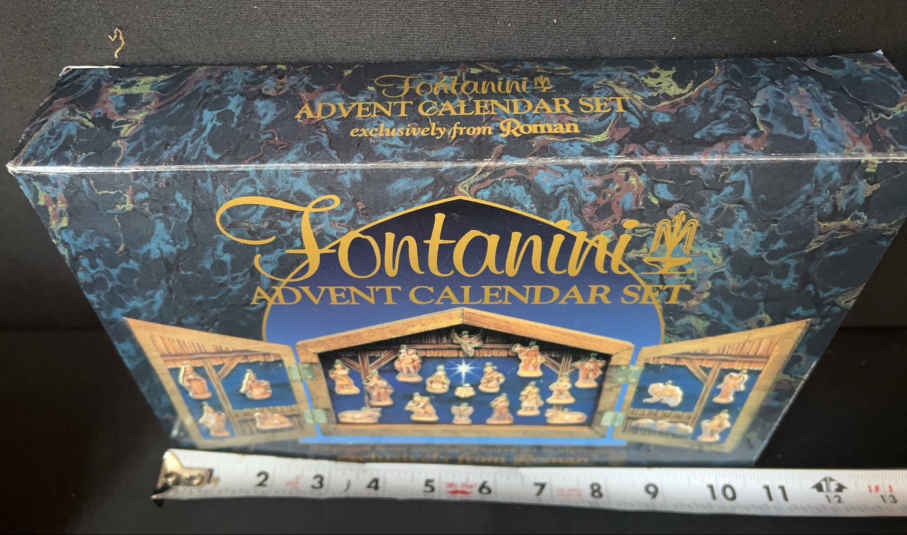 Fontanini
ADVENT CALENDAR SET
exclusively from Roman
Fontanini
ADVENT CALENDAR SET
2 3 4 5 6 7 8 9 10 11 12 13